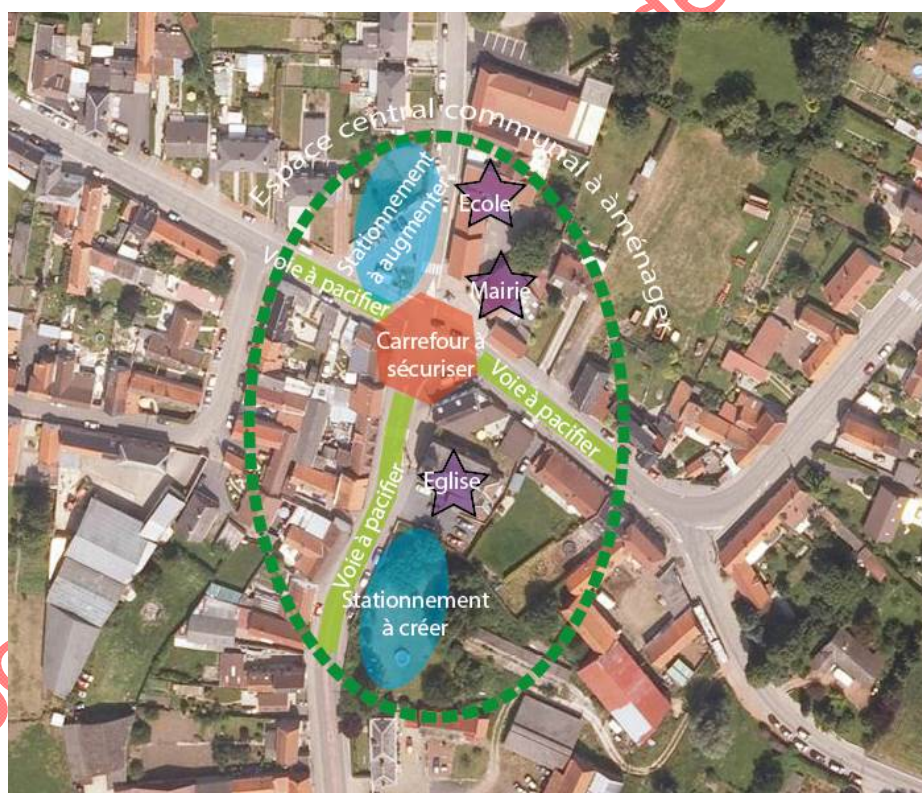 Espace central communal à aménager
Stationnement
à augmenter
Ecole
Mairie
Voie à pacifier
Carrefour à
sécuriser
Voie à pacifier
Voie à pacifier
Eglise
Stationnement
à créer